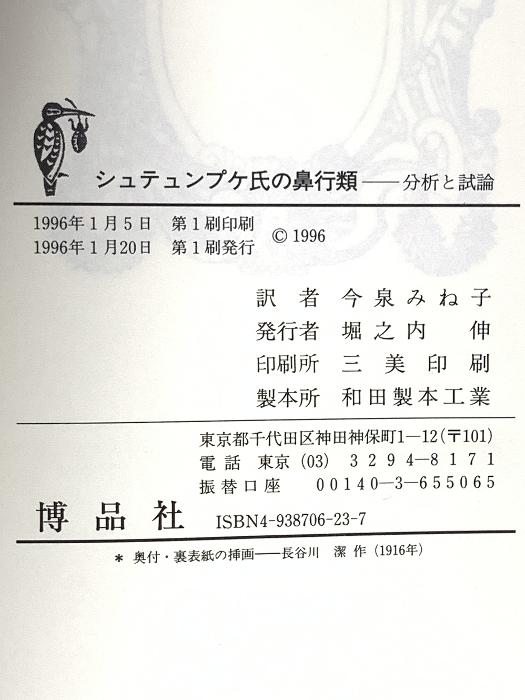 シュテュンプケ氏の鼻行類——分析と試論
1996年1月5日 第1刷印刷
1996年1月20日 第1刷発行
© 1996
訳者 今泉みね子
発行者 堀之内 伸
印刷所 三美印刷
製本所 和田製本工業
東京都千代田区神田神保町1―12(〒101)
電話 東京 (03) 3294―8171
振替口座 00140―3―655065
博品社 ISBN4-938706-23-7
* 奥付・裏表紙の挿画——長谷川 潔 作 (1916年)